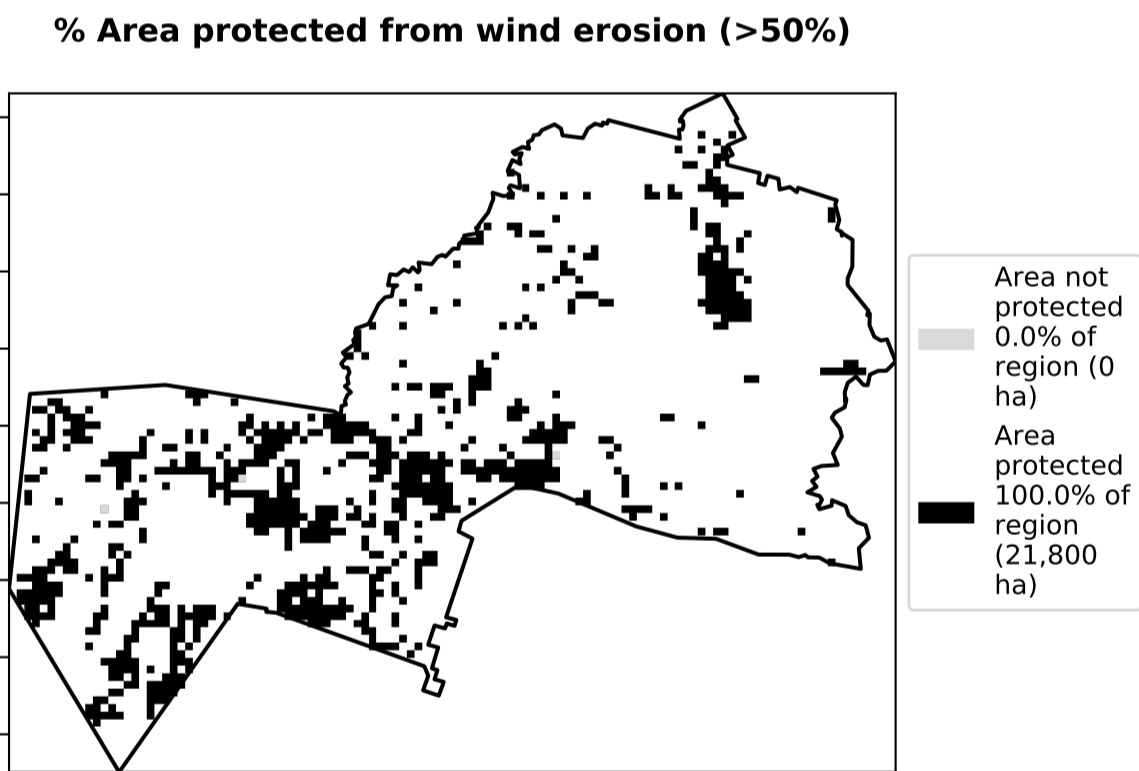 % Area protected from wind erosion (>50%)
Area not
protected
0.0% of
region (0
ha)
Area
protected
100.0% of
region
(21,800
ha)